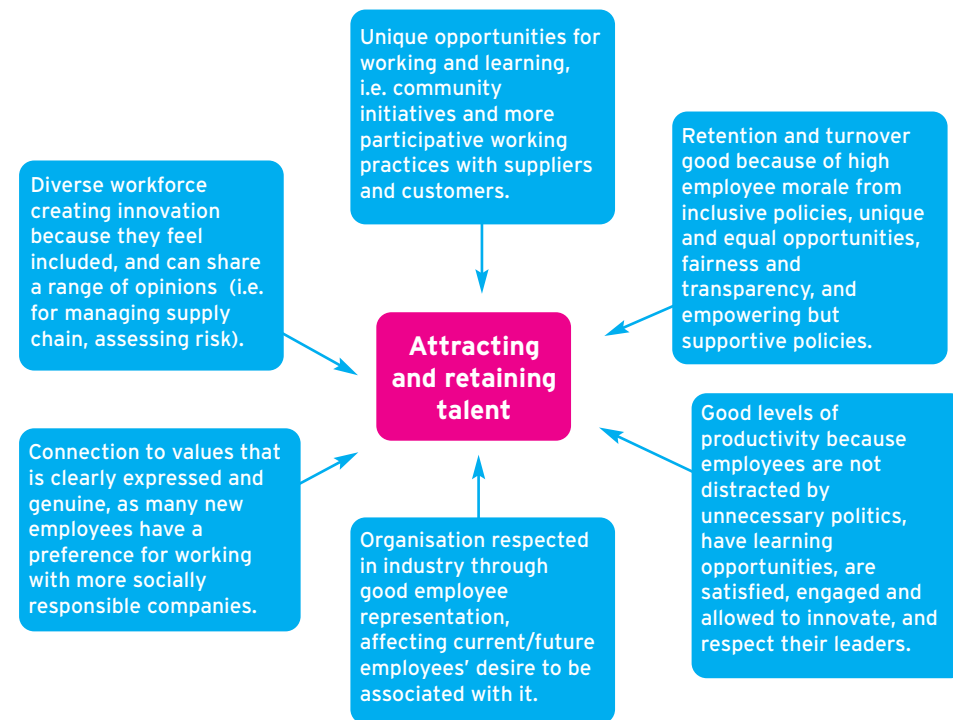 Unique opportunities for
working and learning,
i.e. community
initiatives and more
participative working
practices with suppliers
and customers.
Diverse workforce
creating innovation
because they feel
included, and can share
a range of opinions (i.e.
for managing supply
chain, assessing risk).
Retention and turnover
good because of high
employee morale from
inclusive policies, unique
and equal opportunities,
fairness and
transparency, and
empowering but
supportive policies.
Attracting
and retaining
talent
Connection to values that
is clearly expressed and
genuine, as many new
employees have a
preference for working
with more socially
responsible companies.
Organisation respected
in industry through
good employee
representation,
affecting current/future
employees’ desire to be
associated with it.
Good levels of
productivity because
employees are not
distracted by
unnecessary politics,
have learning
opportunities, are
satisfied, engaged and
allowed to innovate, and
respect their leaders.